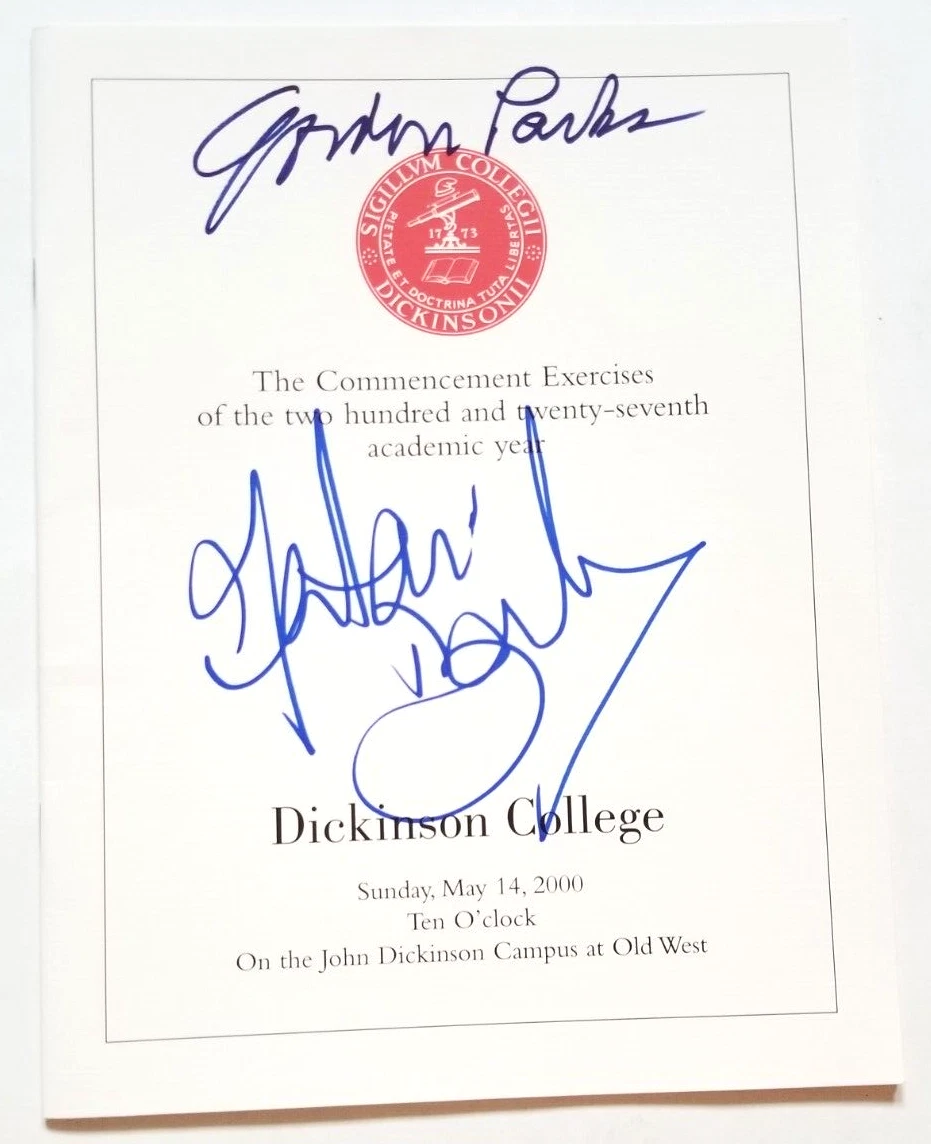 Gordon Parks
SIGILLVM COLLEGII
DICKINSONII
PIETATE ET DOCTRINA TUTA LIBERTAS
17 73
The Commencement Exercises
of the two hundred and twenty-seventh
academic year
Dickinson College
Sunday, May 14, 2000
Ten O'clock
On the John Dickinson Campus at Old West